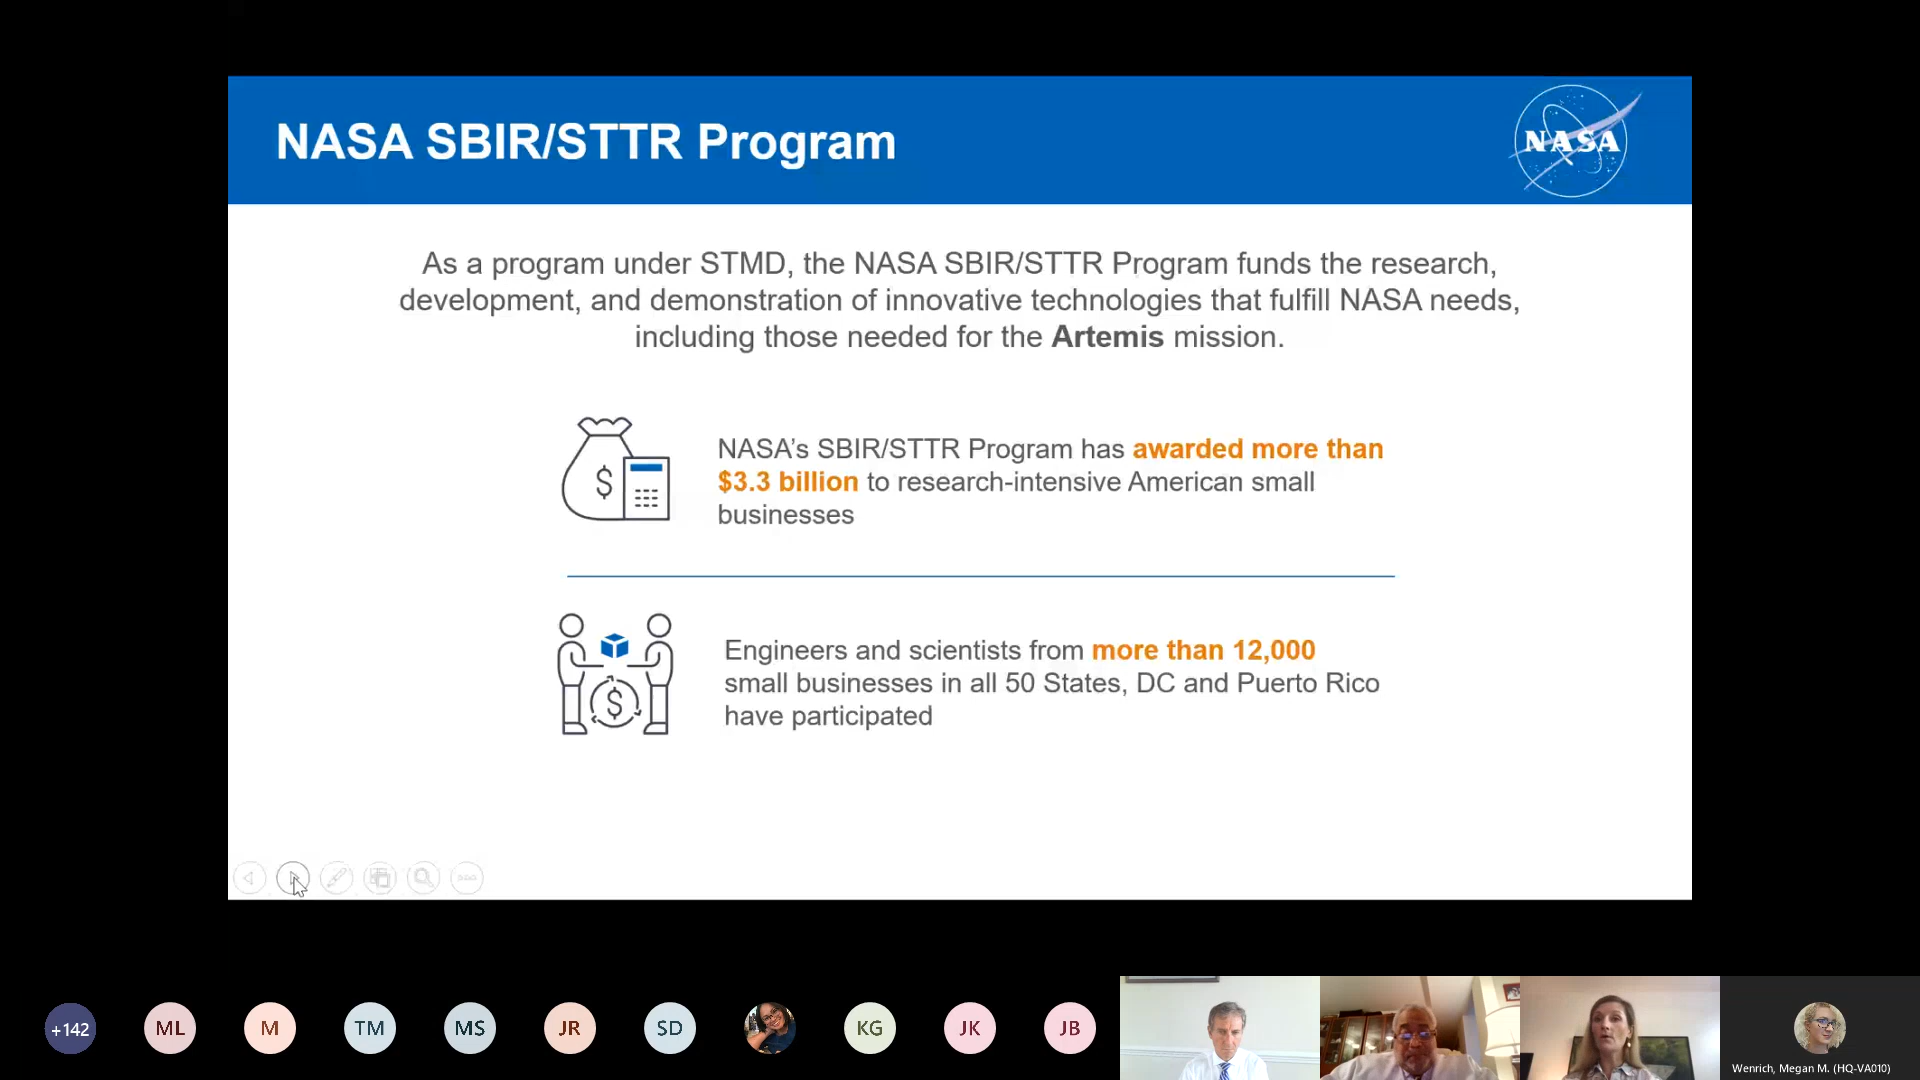 NASA SBIR/STTR Program
NASA
As a program under STMD, the NASA SBIR/STTR Program funds the research,
development, and demonstration of innovative technologies that fulfill NASA needs,
including those needed for the Artemis mission.
$
NASA's SBIR/STTR Program has awarded more than
$3.3 billion to research-intensive American small
businesses
$
Engineers and scientists from more than 12,000
small businesses in all 50 States, DC and Puerto Rico
have participated
+142
ML
M
TM
MS
JR
SD
KG
JK
JB
Wenrich, Megan M. (HQ-VA010)